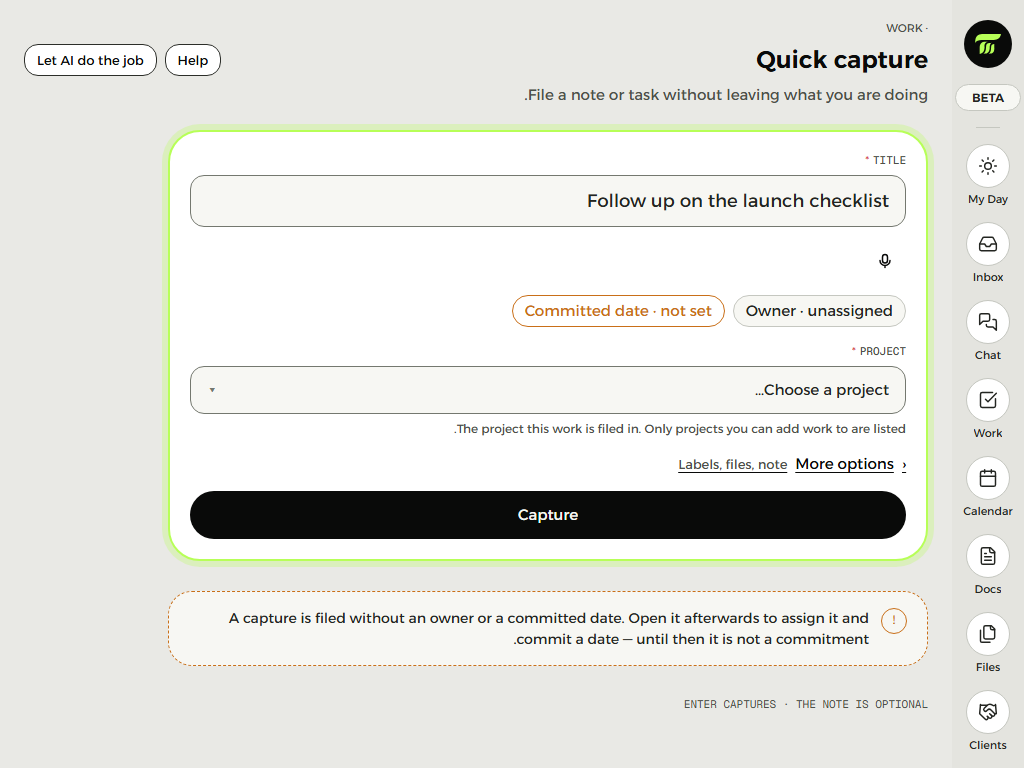 WORK ·
Quick capture
.File a note or task without leaving what you are doing
Let AI do the job
Help
BETA
My Day
Inbox
Chat
Work
Calendar
Docs
Files
Clients
* TITLE
Follow up on the launch checklist
Owner · unassigned
Committed date · not set
* PROJECT
...Choose a project
.The project this work is filed in. Only projects you can add work to are listed
› More options
Labels, files, note
Capture
!
A capture is filed without an owner or a committed date. Open it afterwards to assign it and
.commit a date — until then it is not a commitment
ENTER CAPTURES · THE NOTE IS OPTIONAL